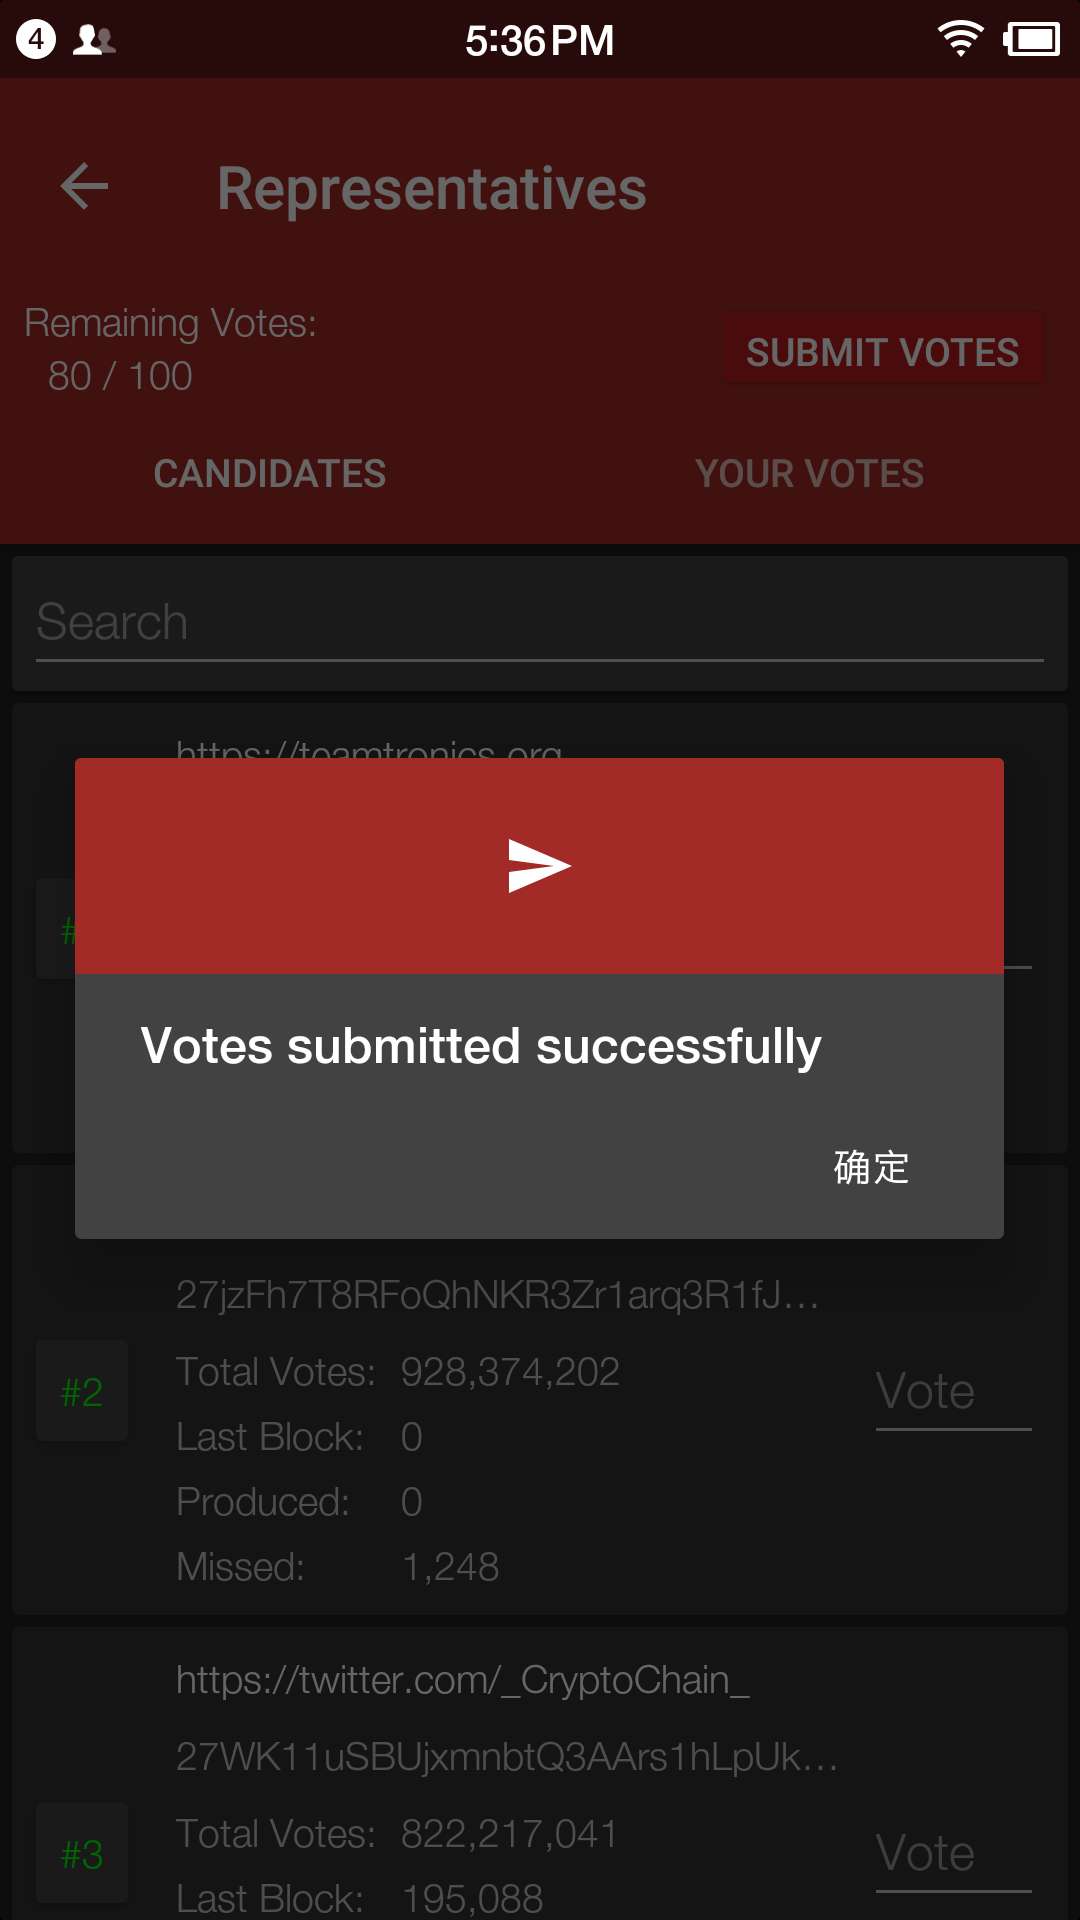 4
5:36 PM
Representatives
Remaining Votes:
80 / 100
SUBMIT VOTES
CANDIDATES
YOUR VOTES
Search
https://teamtronics.org
#
Votes submitted successfully
确定
27jzFh7T8RFoQhNKR3Zr1arq3R1fJ...
#2
Total Votes: 928,374,202
Vote
Last Block: 0
Produced: 0
Missed: 1,248
https://twitter.com/_CryptoChain_
27WK11uSBUjxmnbtQ3AArs1hLpUk...
#3
Total Votes: 822,217,041
Vote
Last Block: 195,088